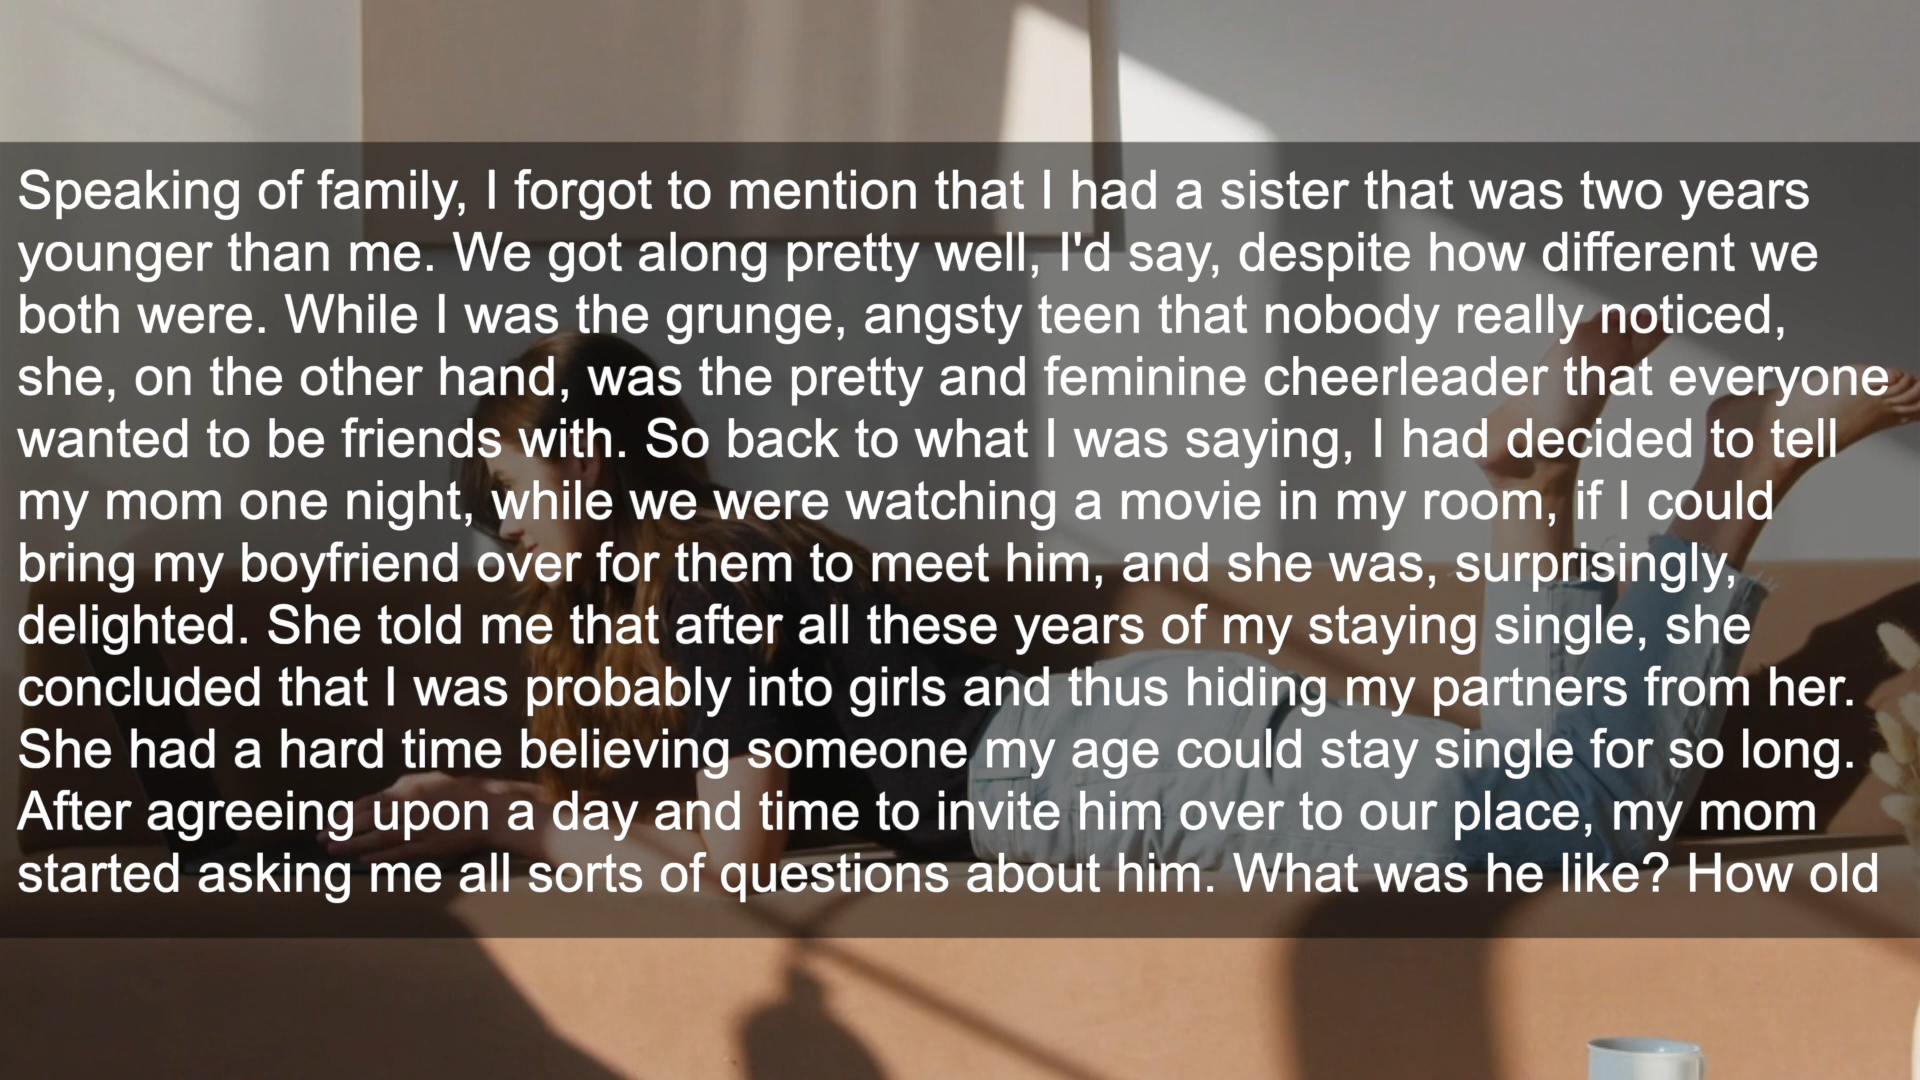 Speaking of family, I forgot to mention that I had a sister that was two years
younger than me. We got along pretty well, I'd say, despite how different we
both were. While I was the grunge, angsty teen that nobody really noticed,
she, on the other hand, was the pretty and feminine cheerleader that everyone
wanted to be friends with. So back to what I was saying, I had decided to tell
my mom one night, while we were watching a movie in my room, if I could
bring my boyfriend over for them to meet him, and she was, surprisingly,
delighted. She told me that after all these years of my staying single, she
concluded that I was probably into girls and thus hiding my partners from her.
She had a hard time believing someone my age could stay single for so long.
After agreeing upon a day and time to invite him over to our place, my mom
started asking me all sorts of questions about him. What was he like? How old